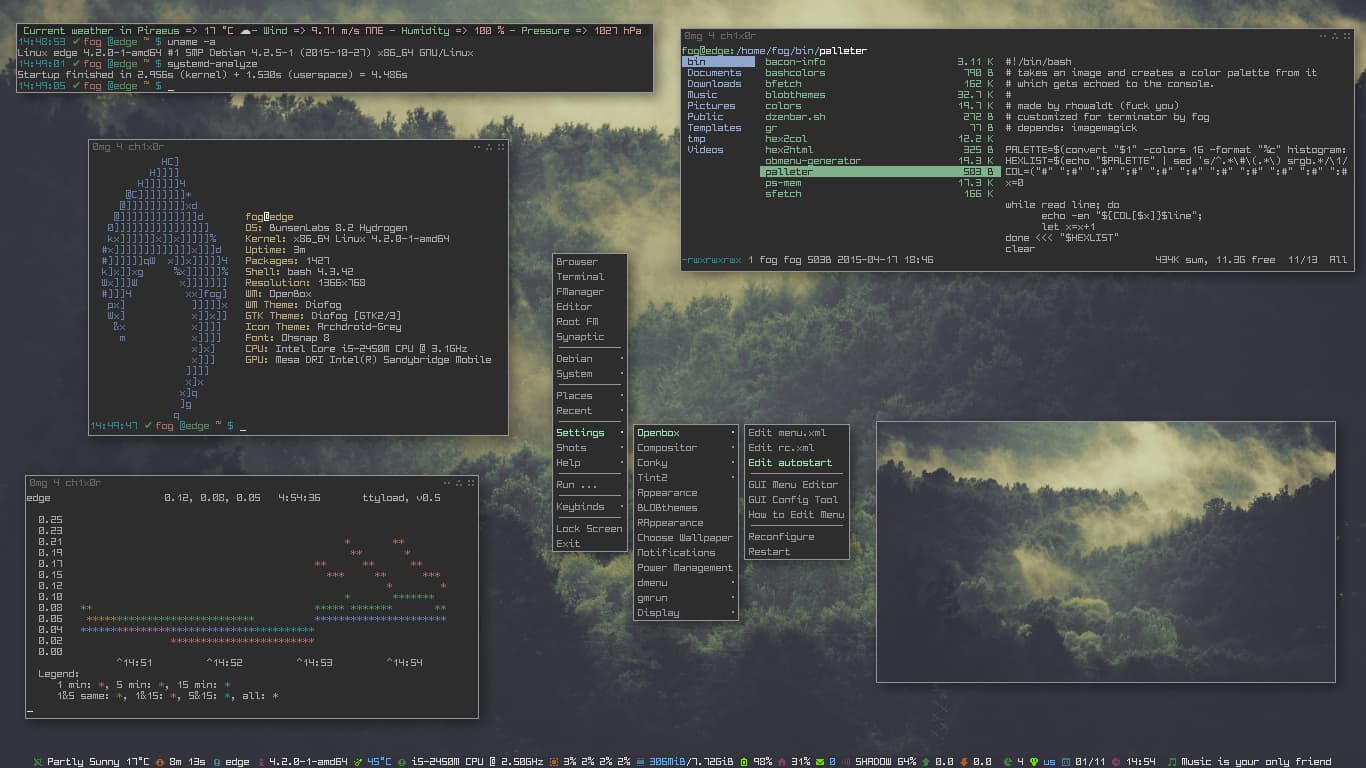 Current weather in Piraeus => 17 °C ☁- Wind => 9.71 m/s NNE - Humidity => 100 % - Pressure => 1027 hPa
14:48:53 ✔ fog @edge ~ $ uname -a
Linux edge 4.2.0-1-amd64 #1 SMP Debian 4.2.5-1 (2015-10-27) x86_64 GNU/Linux
14:49:01 ✔ fog @edge ~ $ systemd-analyze
Startup finished in 2.956s (kernel) + 1.530s (userspace) = 4.486s
14:49:05 ✔ fog @edge ~ $ _
0mg 4 ch1x0r
fog@edge:/home/fog/bin/palleter
bin bacon-info 3.11 K #!/bin/bash
Documents bashcolors 790 B # takes an image and creates a color palette from it
Downloads bfetch 162 K # which gets echoed to the console.
Music blobthemes 32.7 K #
Pictures colors 19.7 K # made by rhowaldt (fuck you)
Public dzenbar.sh 272 B # customized for terminator by fog
Templates gr 77 B # depends: imagemagick
tmp hex2col 12.2 K
Videos hex2html 325 B PALETTE=$(convert "$1" -colors 16 -format "%c" histogram:
obmenu-generator 19.3 K HEXLIST=$(echo "$PALETTE" | sed 's/^.*\#\(.*\) srgb.*/\1/
palleter 503 B COL=("#" ":#" ":#" ":#" ":#" ":#" ":#" ":#" ":#" ":#" ":#
ps-mem 17.3 K x=0
sfetch 166 K
while read line; do
echo -en "${COL[$x]}$line";
let x=x+1
done <<< "$HEXLIST"
clear
-rwxrwxrwx 1 fog fog 503B 2015-04-17 18:46 434K sum, 11.3G free 11/13 All
0mg 4 ch1x0r
HC]
H]]]]
H]]]]]4
@C]]]]]]]]*
@]]]]]]]]]]xd
@]]]]]]]]]]]]]d
0]]]]]]]]]]]]]]]]
kx]]]]]]]x]]x]]]]]%
#x]]]]]]]]]]]]]x]]]d
#]]]]]]qW x]]x]]]]]4
k]x]]xg %x]]]]]]%
Wx]]]W x]]]]]]]
#]]]4 xx]fog]
px] ]]]]]x
Wx] x]]x]]
&x x]]]]
m x]]]]
x]x]
x]]]
]]]]
x]x
x]q
]g
q
fog@edge
OS: BunsenLabs 8.2 Hydrogen
Kernel: x86_64 Linux 4.2.0-1-amd64
Uptime: 3m
Packages: 1427
Shell: bash 4.3.42
Resolution: 1366x768
WM: OpenBox
WM Theme: Diofog
GTK Theme: Diofog [GTK2/3]
Icon Theme: Archdroid-Grey
Font: Ohsnap 8
CPU: Intel Core i5-2450M CPU @ 3.1GHz
GPU: Mesa DRI Intel(R) Sandybridge Mobile
14:49:47 ✔ fog @edge ~ $ _
Browser
Terminal
FManager
Editor
Root FM
Synaptic
Debian
System
Places
Recent
Settings
Shots
Help
Run ...
Keybinds
Lock Screen
Exit
Openbox
Compositor
Conky
Tint2
Appearance
BLOBthemes
RAppearance
Choose Wallpaper
Notifications
Power Management
dmenu
gmrun
Display
Edit menu.xml
Edit rc.xml
Edit autostart
GUI Menu Editor
GUI Config Tool
How to Edit Menu
Reconfigure
Restart
0mg 4 ch1x0r
edge 0.12, 0.08, 0.05 4:54:36 ttyload, v0.5
0.25
0.23
0.21
0.19
0.17
0.15
0.12
0.10
0.08
0.06
0.04
0.02
0.00
^14:51 ^14:52 ^14:53 ^14:54
Legend:
1 min: *, 5 min: *, 15 min: *
1&5 same: *, 1&15: *, 5&15: *, all: *
_
Partly Sunny 17°C 8m 13s edge 4.2.0-1-amd64 45°C i5-2450M CPU @ 2.50GHz 3% 2% 2% 2% 306MiB/7.72GiB 98% 31% 0 SHADOW 64% 0.0 0.0 4 us 01/11 14:54 Music is your only friend